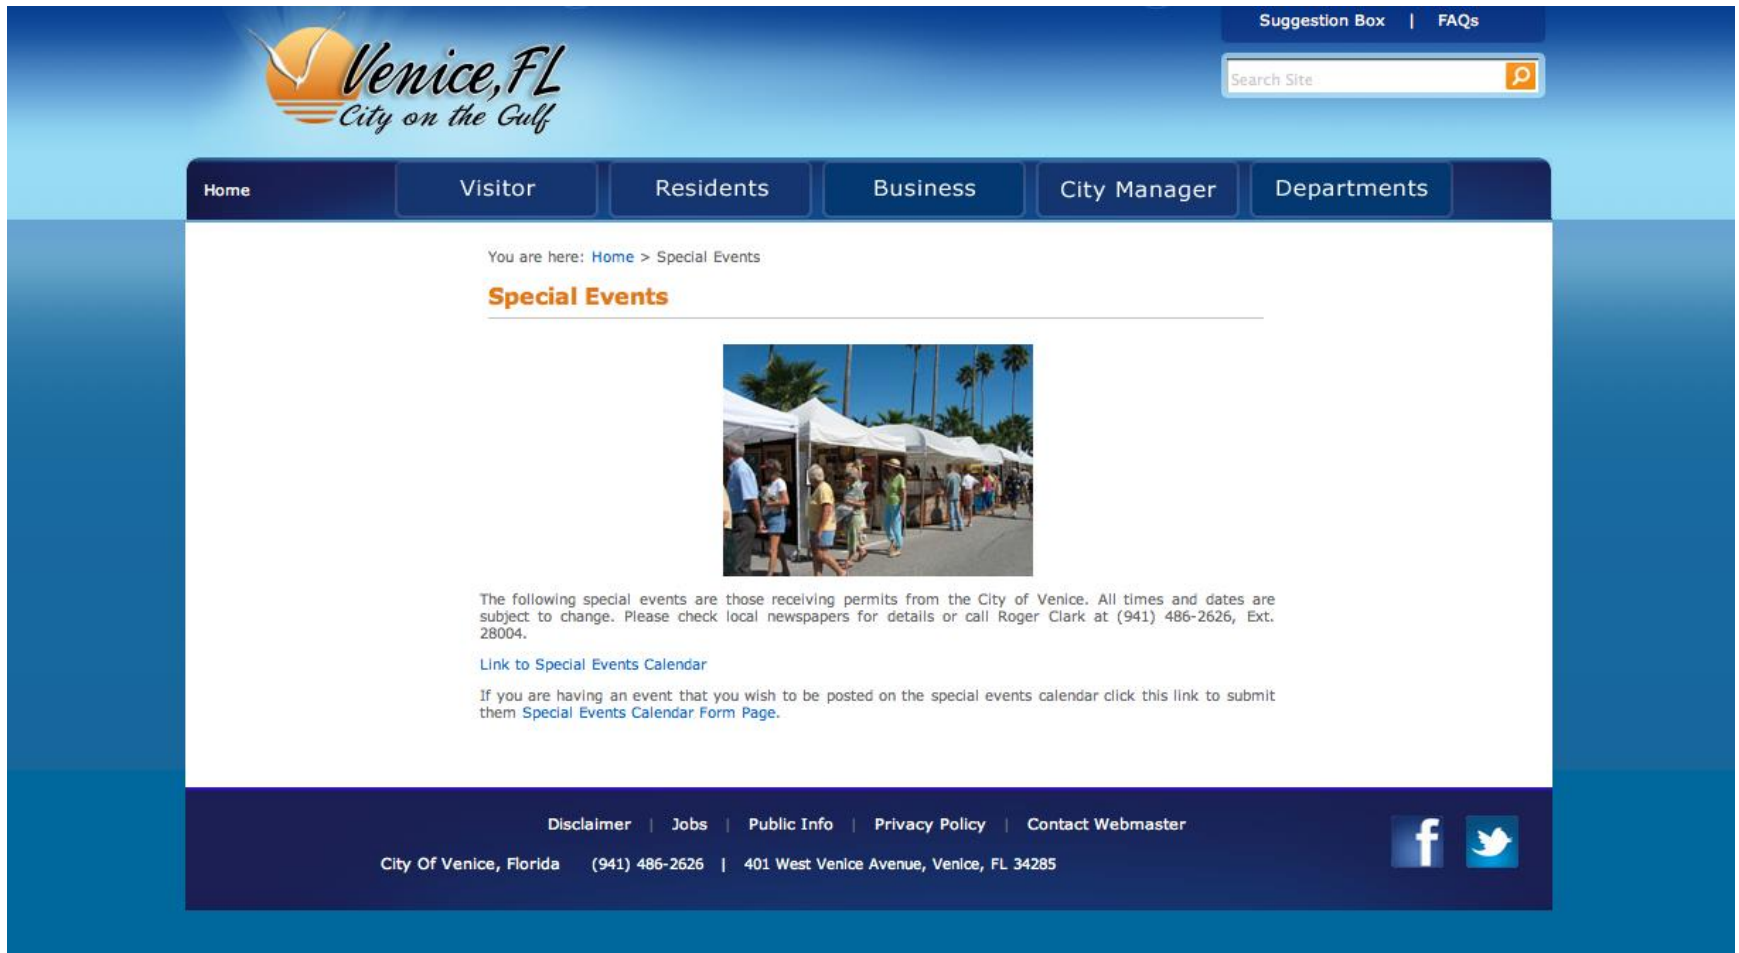 Suggestion Box | FAQs
Venice, FL
City on the Gulf
Search Site
Home Visitor Residents Business City Manager Departments
You are here: Home > Special Events
Special Events
The following special events are those receiving permits from the City of Venice. All times and dates are
subject to change. Please check local newspapers for details or call Roger Clark at (941) 486-2626, Ext.
28004.
Link to Special Events Calendar
If you are having an event that you wish to be posted on the special events calendar click this link to submit
them Special Events Calendar Form Page.
Disclaimer | Jobs | Public Info | Privacy Policy | Contact Webmaster
City Of Venice, Florida (941) 486-2626 | 401 West Venice Avenue, Venice, FL 34285